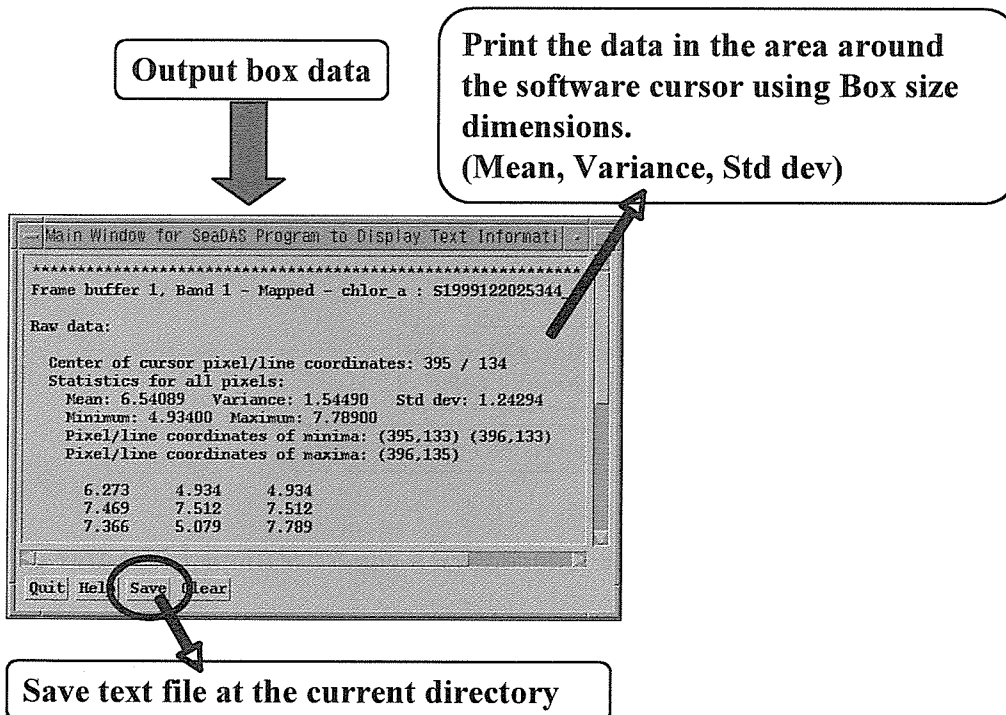 Output box data
Print the data in the area around
the software cursor using Box size
dimensions.
(Mean, Variance, Std dev)
Main Window for SeaDAS Program to Display Text Informati
************************************************************
Frame buffer 1, Band 1 - Mapped - chlor_a : S1999122025344_
Raw data:
Center of cursor pixel/line coordinates: 395 / 134
Statistics for all pixels:
Mean: 6.54089 Variance: 1.54490 Std dev: 1.24294
Minimum: 4.93400 Maximum: 7.78900
Pixel/line coordinates of minima: (395,133) (396,133)
Pixel/line coordinates of maxima: (396,135)
6.273 4.934 4.934
7.469 7.512 7.512
7.366 5.079 7.789
Quit Help Save Clear
Save text file at the current directory